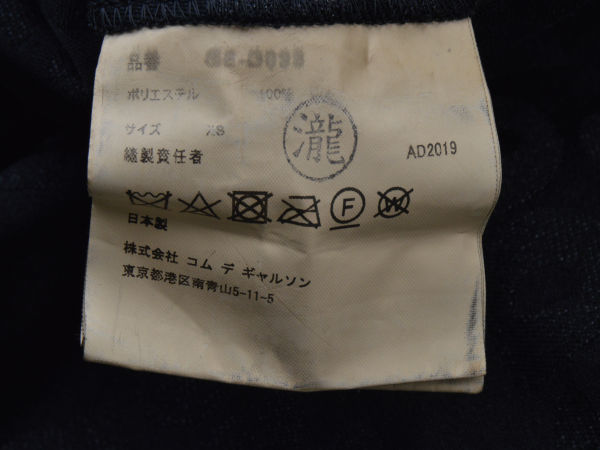 品番
ポリエステル 100%
サイズ XS
瀧
縫製責任者
AD2019
F
W
日本製
株式会社 コム デ ギャルソン
東京都港区南青山5-11-5